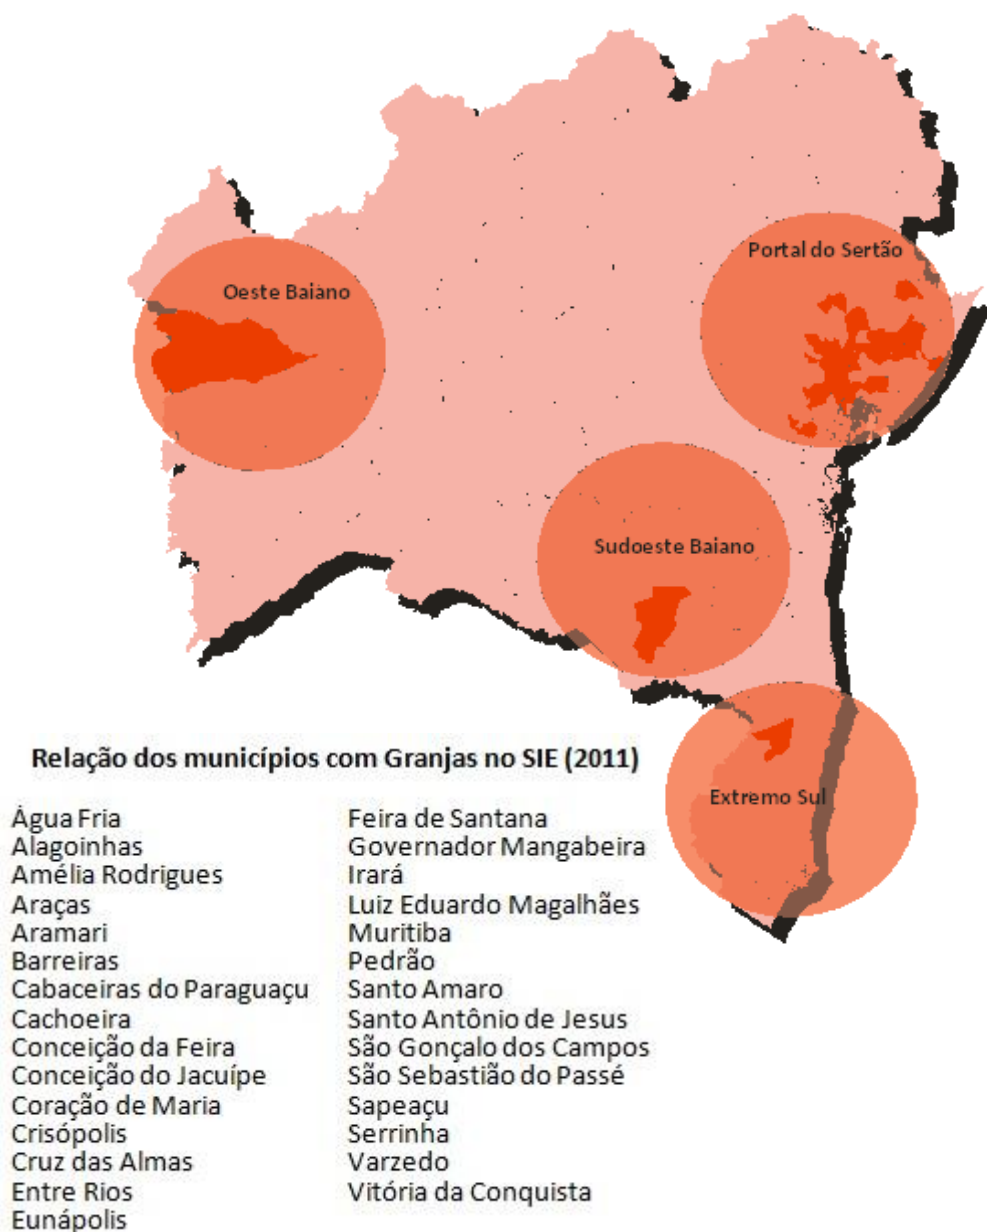 Portal do Sertão
Oeste Baiano
Sudoeste Baiano
Extremo Sul
Relação dos municípios com Granjas no SIE (2011)
Água Fria
Alagoinhas
Amélia Rodrigues
Araças
Aramari
Barreiras
Cabaceiras do Paraguaçu
Cachoeira
Conceição da Feira
Conceição do Jacuípe
Coração de Maria
Crisópolis
Cruz das Almas
Entre Rios
Eunápolis
Feira de Santana
Governador Mangabeira
Irará
Luiz Eduardo Magalhães
Muritiba
Pedrão
Santo Amaro
Santo Antônio de Jesus
São Gonçalo dos Campos
São Sebastião do Passé
Sapeaçu
Serrinha
Varzedo
Vitória da Conquista